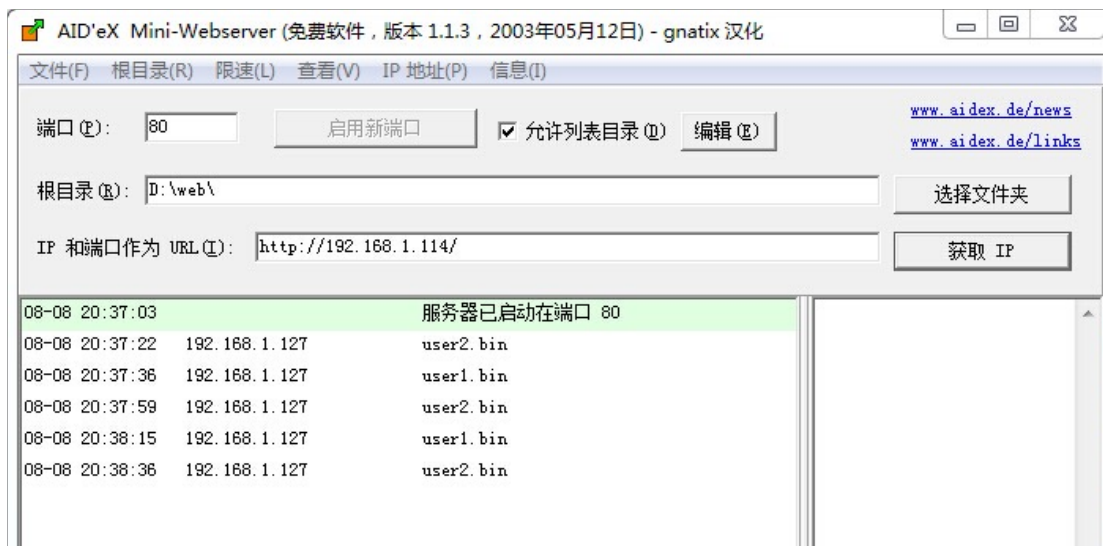 AID'eX Mini-Webserver (免费软件，版本 1.1.3，2003年05月12日) - gnatix 汉化
文件(F) 根目录(R) 限速(L) 查看(V) IP 地址(P) 信息(I)
端口(P): 80 启用新端口 允许列表目录(D) 编辑(E) www.aidex.de/news
www.aidex.de/links
根目录(R): D:\web\ 选择文件夹
IP 和端口作为 URL(I): http://192.168.1.114/ 获取 IP
08-08 20:37:03 服务器已启动在端口 80
08-08 20:37:22 192.168.1.127 user2.bin
08-08 20:37:36 192.168.1.127 user1.bin
08-08 20:37:59 192.168.1.127 user2.bin
08-08 20:38:15 192.168.1.127 user1.bin
08-08 20:38:36 192.168.1.127 user2.bin